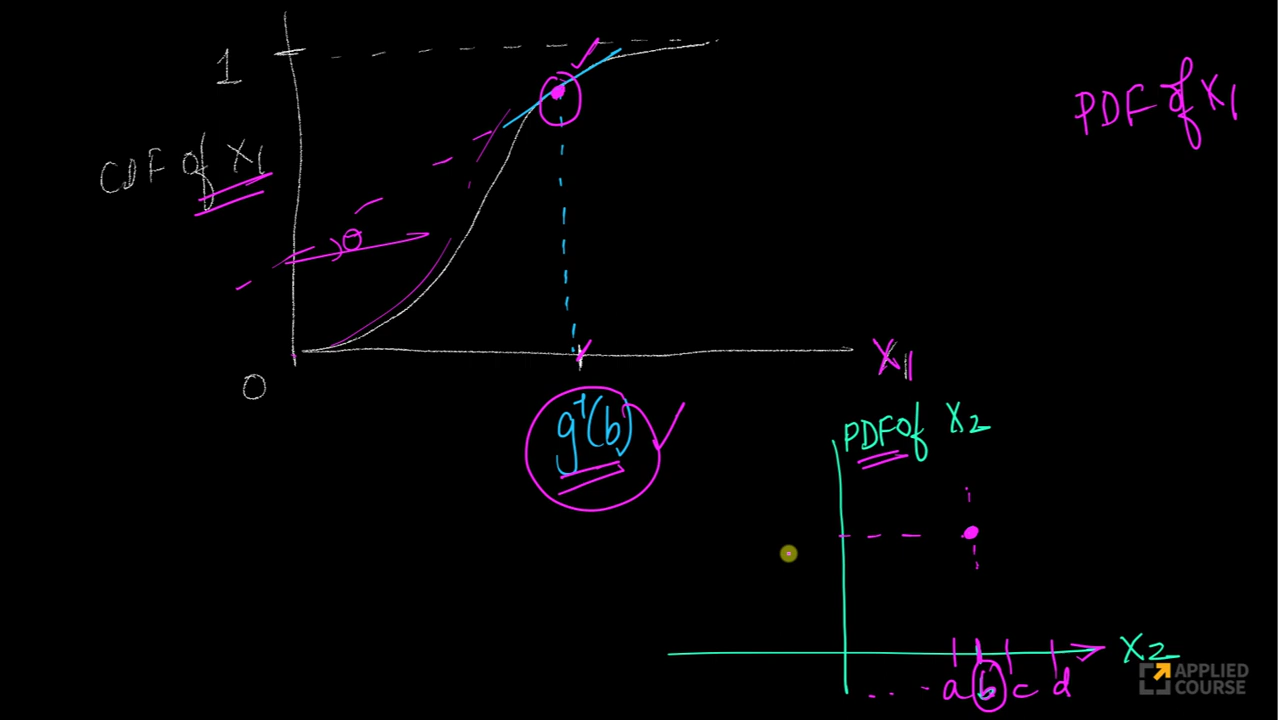 1
PDF of X1
CDF of X1
θ
0
X1
g⁻¹(b)
PDF of X2
X2
... a b c d
APPLIED
COURSE